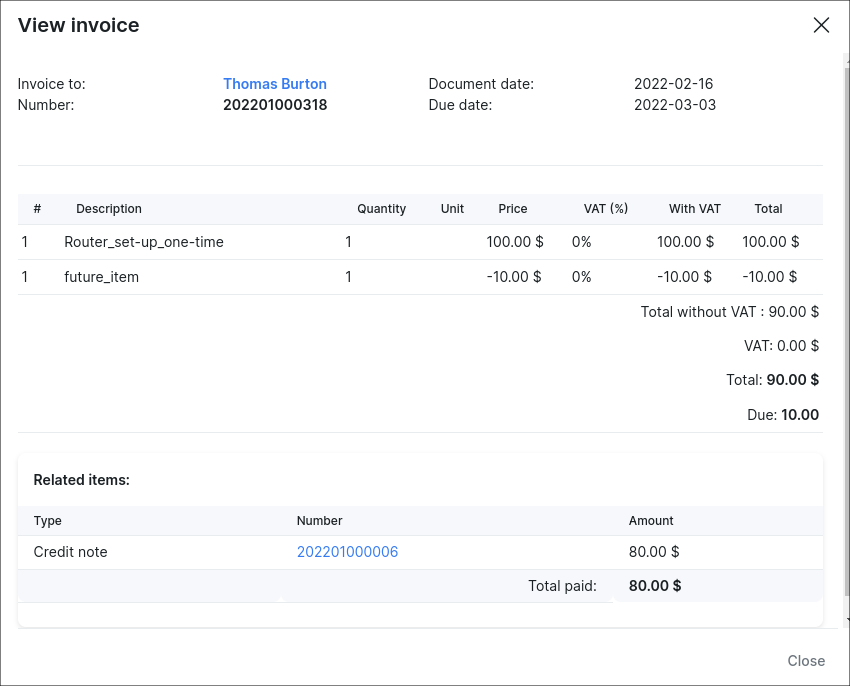 View invoice
Invoice to: Thomas Burton Document date: 2022-02-16
Number: 202201000318 Due date: 2022-03-03
# Description Quantity Unit Price VAT (%) With VAT Total
1 Router_set-up_one-time 1 100.00 $ 0% 100.00 $ 100.00 $
1 future_item 1 -10.00 $ 0% -10.00 $ -10.00 $
Total without VAT : 90.00 $
VAT: 0.00 $
Total: 90.00 $
Due: 10.00
Related items:
Type Number Amount
Credit note 202201000006 80.00 $
Total paid: 80.00 $
Close